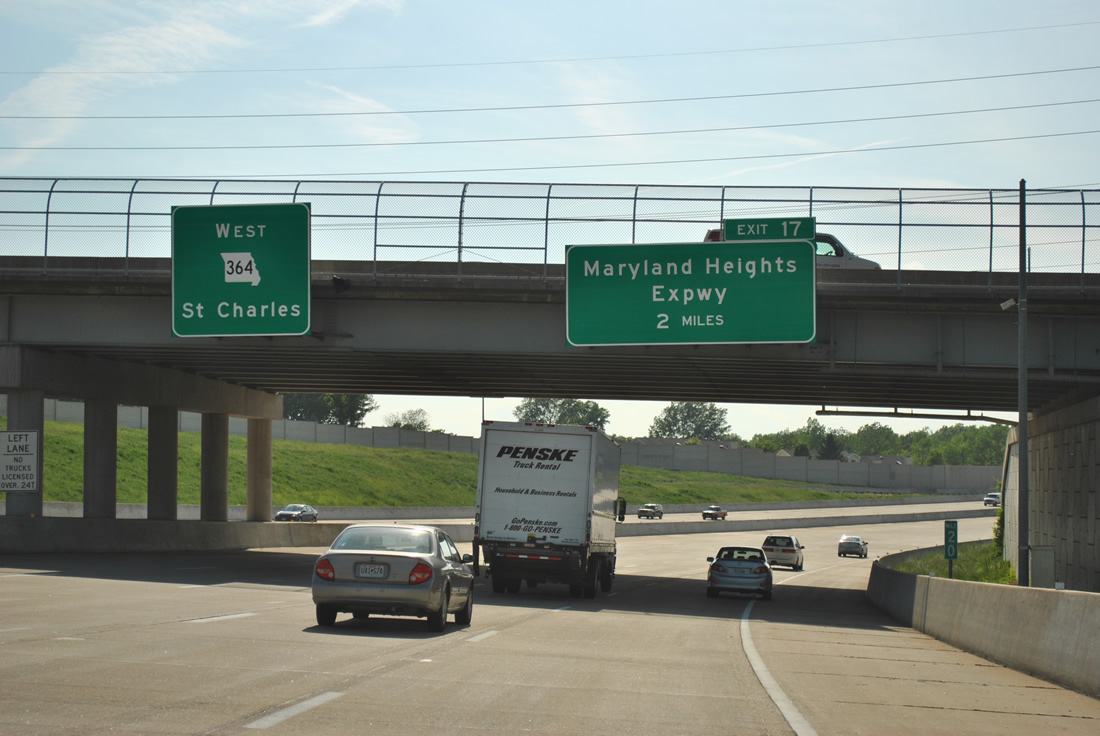 WEST
364
St Charles
EXIT 17
Maryland Heights
Expwy
2 MILES
LEFT
LANE
NO
TRUCKS
LICENSED
OVER 24T
PENSKE
Truck Rental
Household & Business Rentals
GoPenske.com
1-800-GO-PENSKE
20